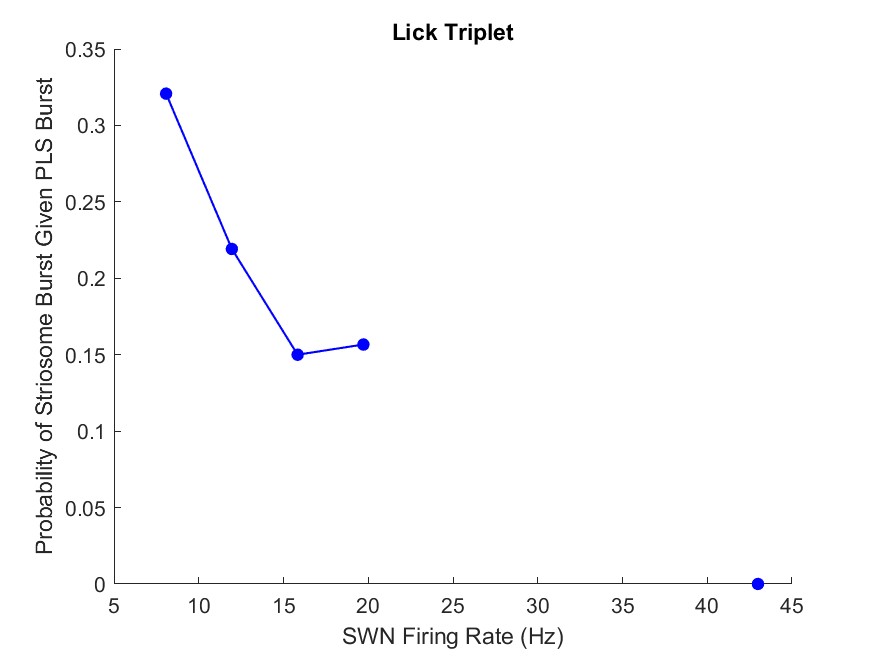 Lick Triplet
Probability of Striosome Burst Given PLS Burst
0.35
0.3
0.25
0.2
0.15
0.1
0.05
0
5 10 15 20 25 30 35 40 45
SWN Firing Rate (Hz)